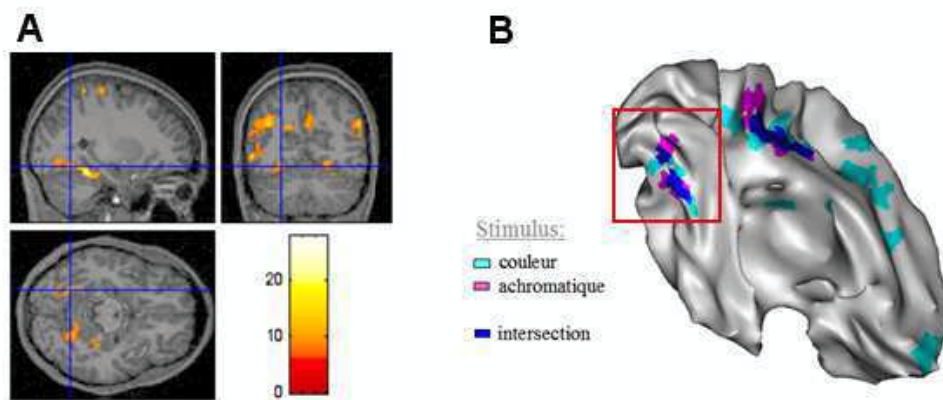 A
B
20
10
0
Stimulus:
couleur
achromatique
intersection